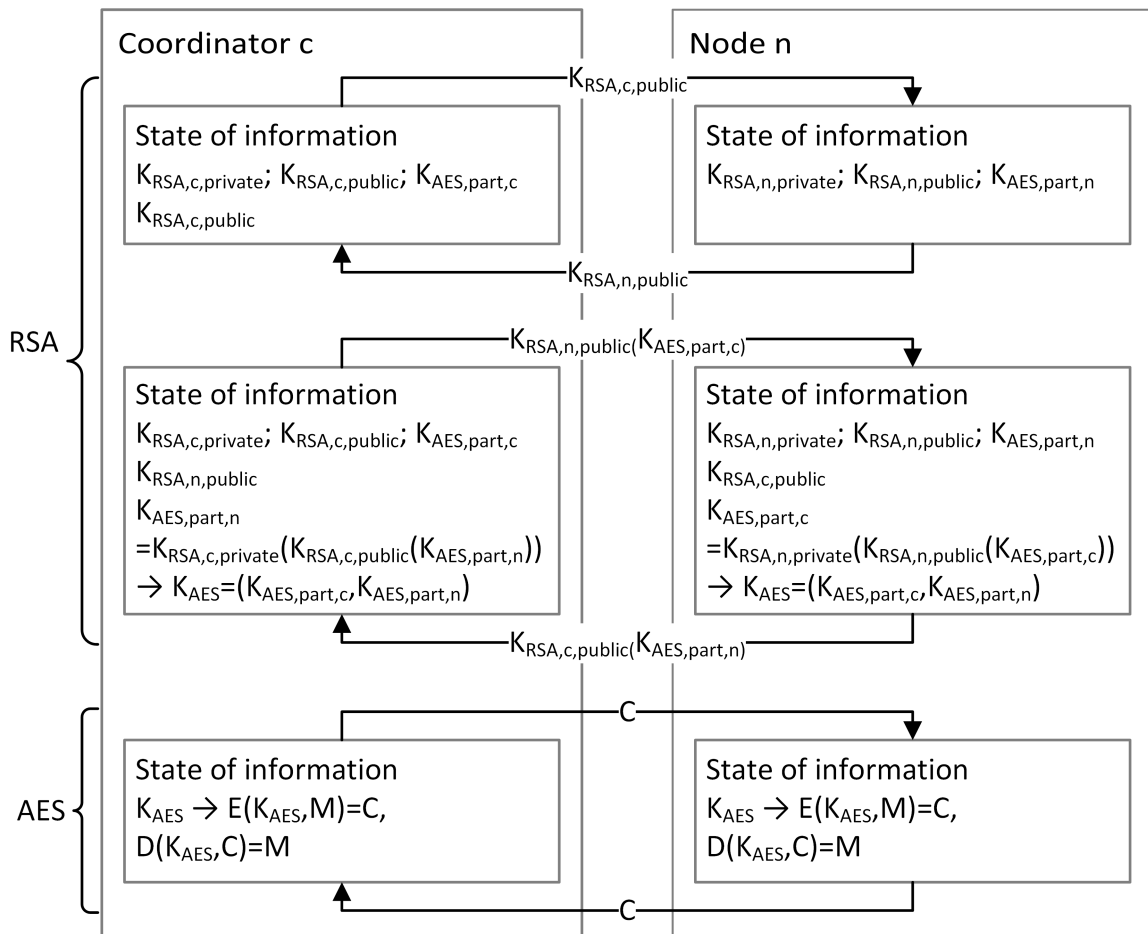 Coordinator c
Node n
K_RSA,c,public
State of information
K_RSA,c,private; K_RSA,c,public; K_AES,part,c
K_RSA,c,public
State of information
K_RSA,n,private; K_RSA,n,public; K_AES,part,n
K_RSA,n,public
RSA
K_RSA,n,public(K_AES,part,c)
State of information
K_RSA,c,private; K_RSA,c,public; K_AES,part,c
K_RSA,n,public
K_AES,part,n
=K_RSA,c,private(K_RSA,c,public(K_AES,part,n))
→ K_AES=(K_AES,part,c,K_AES,part,n)
State of information
K_RSA,n,private; K_RSA,n,public; K_AES,part,n
K_RSA,c,public
K_AES,part,c
=K_RSA,n,private(K_RSA,n,public(K_AES,part,c))
→ K_AES=(K_AES,part,c,K_AES,part,n)
K_RSA,c,public(K_AES,part,n)
C
AES
State of information
K_AES → E(K_AES,M)=C,
D(K_AES,C)=M
State of information
K_AES → E(K_AES,M)=C,
D(K_AES,C)=M
C